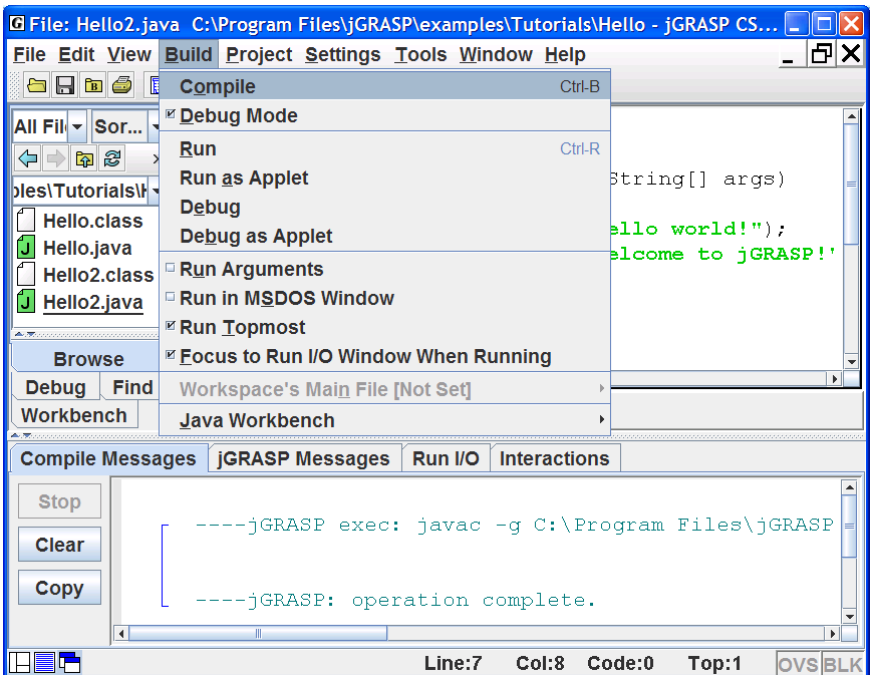 File: Hello2.java C:\Program Files\jGRASP\examples\Tutorials\Hello - jGRASP CS...
File Edit View Build Project Settings Tools Window Help
Compile Ctrl-B
Debug Mode
Run Ctrl-R
Run as Applet
Debug
Debug as Applet
Run Arguments
Run in MSDOS Window
Run Topmost
Focus to Run I/O Window When Running
Workspace's Main File [Not Set]
Java Workbench
All Fil Sor...
ples\Tutorials\H
Hello.class
Hello.java
Hello2.class
Hello2.java
Browse
Debug Find
Workbench
String[] args)
ello world!");
elcome to jGRASP!"
Compile Messages jGRASP Messages Run I/O Interactions
Stop
Clear
Copy
----jGRASP exec: javac -g C:\Program Files\jGRASP
----jGRASP: operation complete.
Line:7 Col:8 Code:0 Top:1 OVS BLK